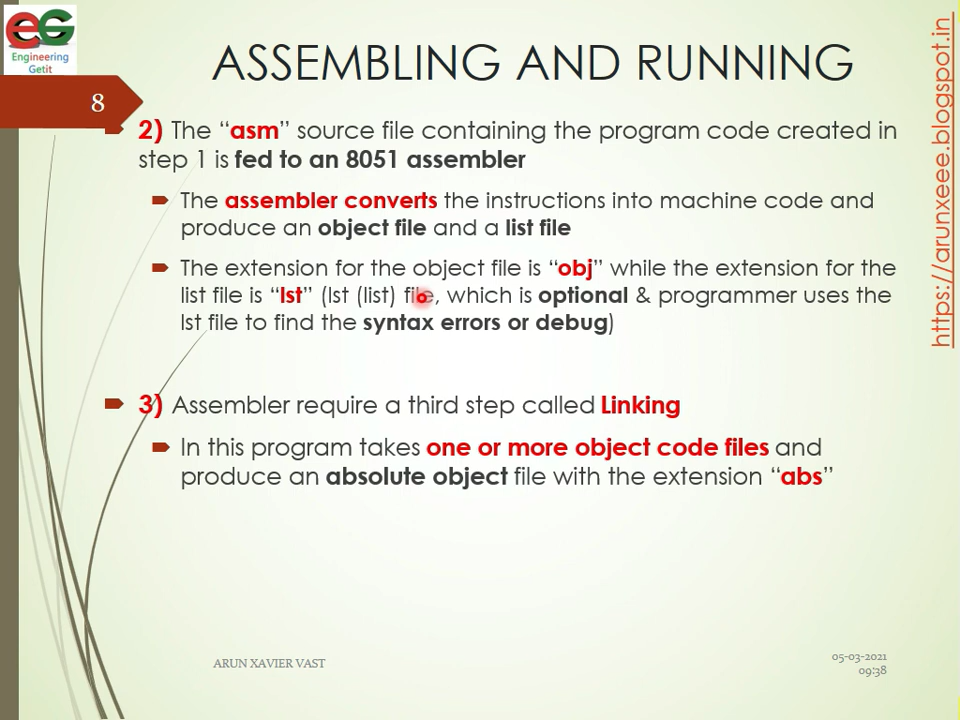 eG
Engineering
Getit
ASSEMBLING AND RUNNING
https://arunxeee.blogspot.in
8
2) The “asm” source file containing the program code created in
step 1 is fed to an 8051 assembler
The assembler converts the instructions into machine code and
produce an object file and a list file
The extension for the object file is “obj” while the extension for the
list file is “lst” (lst (list) file, which is optional & programmer uses the
lst file to find the syntax errors or debug)
3) Assembler require a third step called Linking
In this program takes one or more object code files and
produce an absolute object file with the extension “abs”
ARUN XAVIER VAST
05-03-2021
09:38